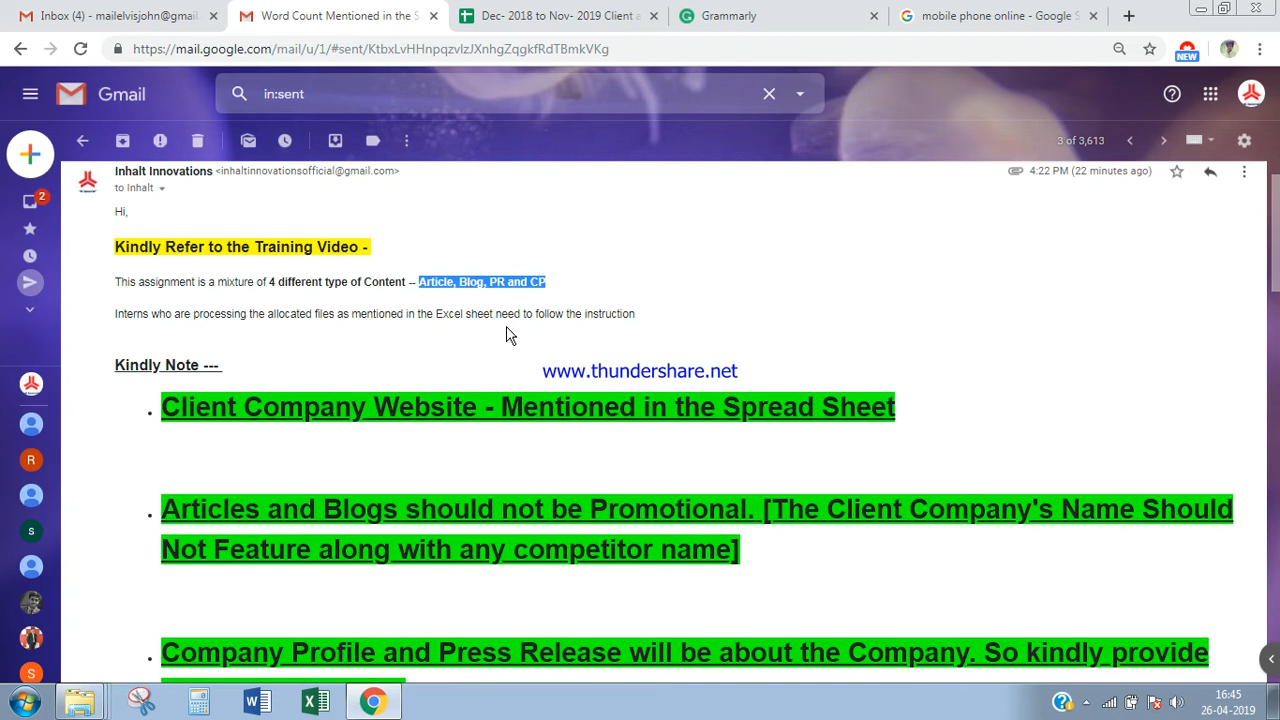 Inbox (4) - mailelvisjohn@gmail.
Word Count Mentioned in the S
Dec- 2018 to Nov- 2019 Client a
Grammarly
mobile phone online - Google S
https://mail.google.com/mail/u/1/#sent/KtbxLvHHnpqzvlzJXnhgZqgkfRdTBmkVKg
NEW
Gmail
in:sent
3 of 3,613
Inhalt Innovations <inhaltinnovationsofficial@gmail.com>
4:22 PM (22 minutes ago)
to Inhalt
2
Hi,
Kindly Refer to the Training Video -
This assignment is a mixture of 4 different type of Content -- Article, Blog, PR and CP
Interns who are processing the allocated files as mentioned in the Excel sheet need to follow the instruction
Kindly Note ---
www.thundershare.net
Client Company Website - Mentioned in the Spread Sheet
R
Articles and Blogs should not be Promotional. [The Client Company's Name Should
Not Feature along with any competitor name]
S
Company Profile and Press Release will be about the Company. So kindly provide
S
16:45
26-04-2019